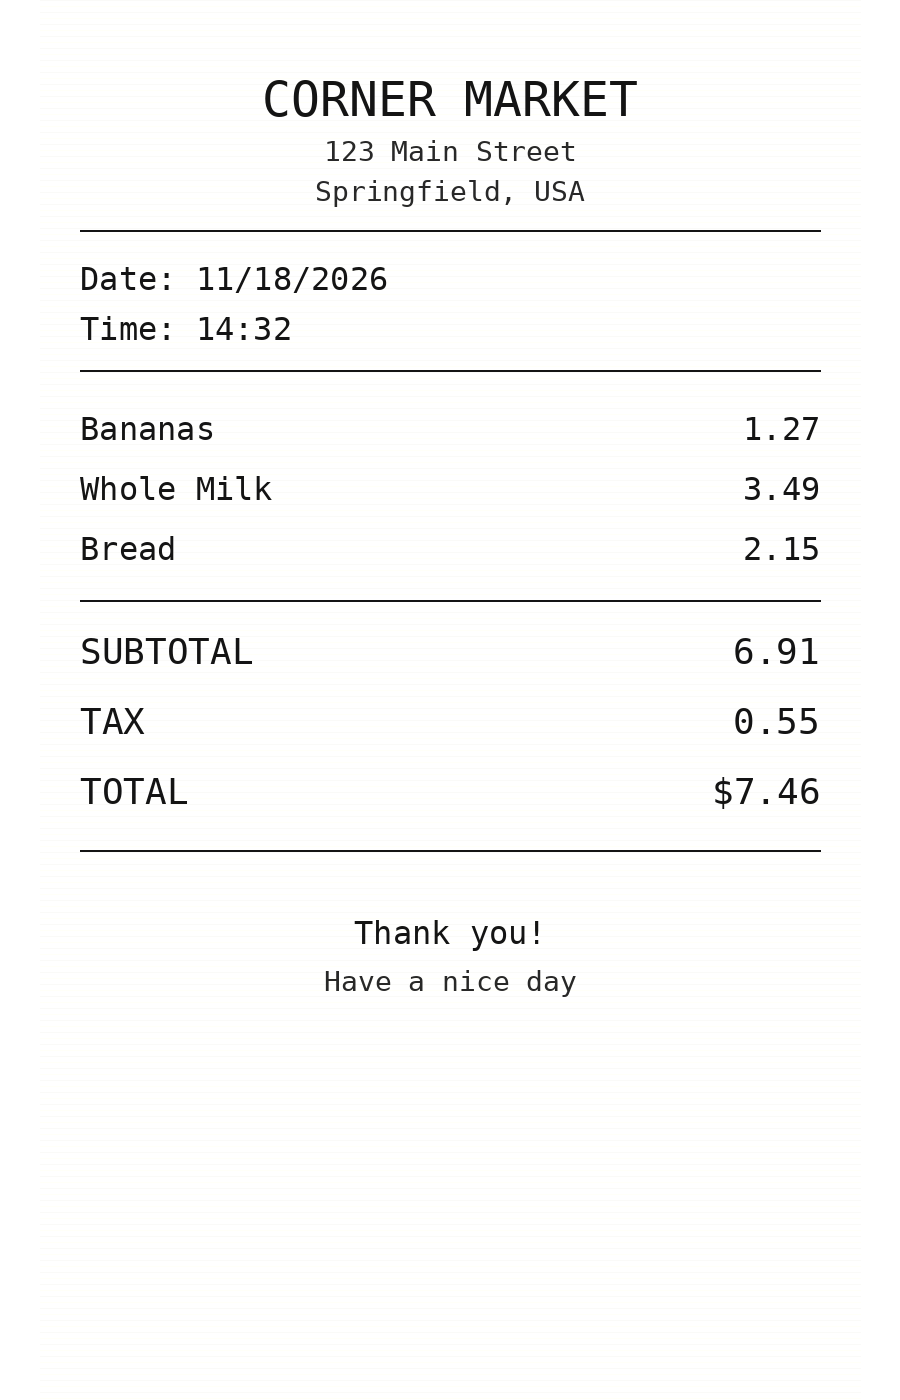 CORNER MARKET
123 Main Street
Springfield, USA
Date: 11/18/2026
Time: 14:32
Bananas 1.27
Whole Milk 3.49
Bread 2.15
SUBTOTAL 6.91
TAX 0.55
TOTAL $7.46
Thank you!
Have a nice day